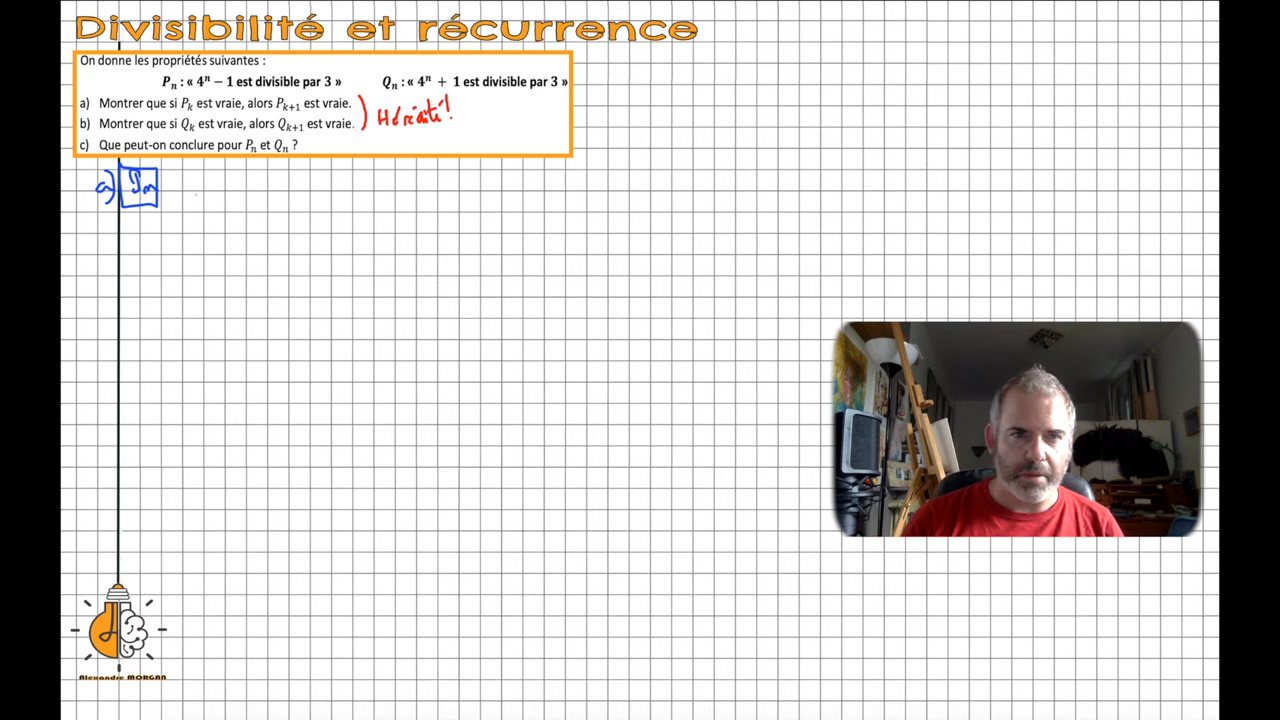 Divisibilité et récurrence
On donne les propriétés suivantes :
Pₙ : « 4ⁿ − 1 est divisible par 3 » Qₙ : « 4ⁿ + 1 est divisible par 3 »
a) Montrer que si Pₖ est vraie, alors Pₖ₊₁ est vraie.
b) Montrer que si Qₖ est vraie, alors Qₖ₊₁ est vraie.
Hérédité !
c) Que peut-on conclure pour Pₙ et Qₙ ?
a) Pₙ
Alexandre MORGAN